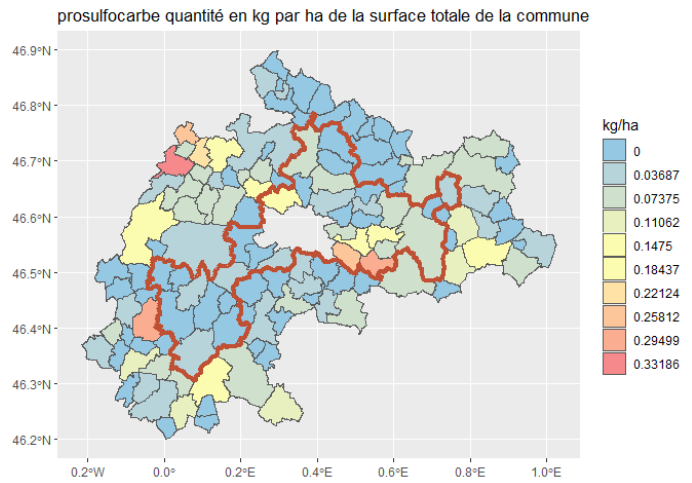 prosulfocarbe quantité en kg par ha de la surface totale de la commune
46.9°N
46.8°N
46.7°N
46.6°N
46.5°N
46.4°N
46.3°N
46.2°N
0.2°W 0.0° 0.2°E 0.4°E 0.6°E 0.8°E 1.0°E
kg/ha
0
0.03687
0.07375
0.11062
0.1475
0.18437
0.22124
0.25812
0.29499
0.33186